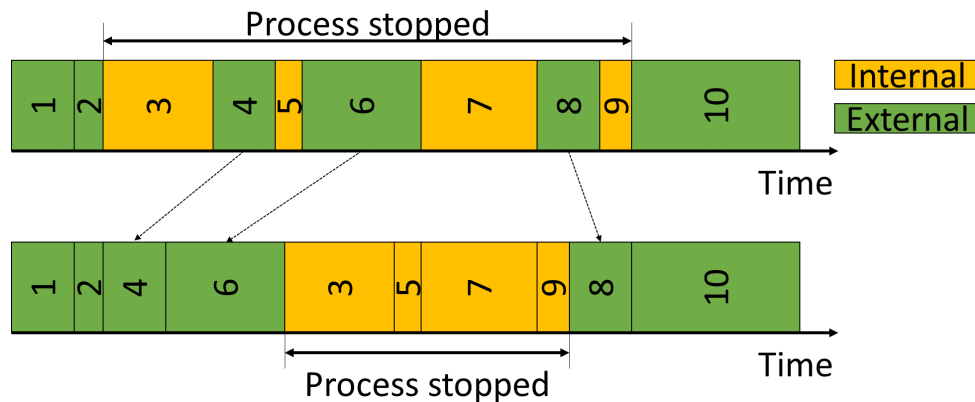 Process stopped
1 2 3 4 5 6 7 8 9 10
Internal
External
Time
1 2 4 6 3 5 7 9 8 10
Time
Process stopped